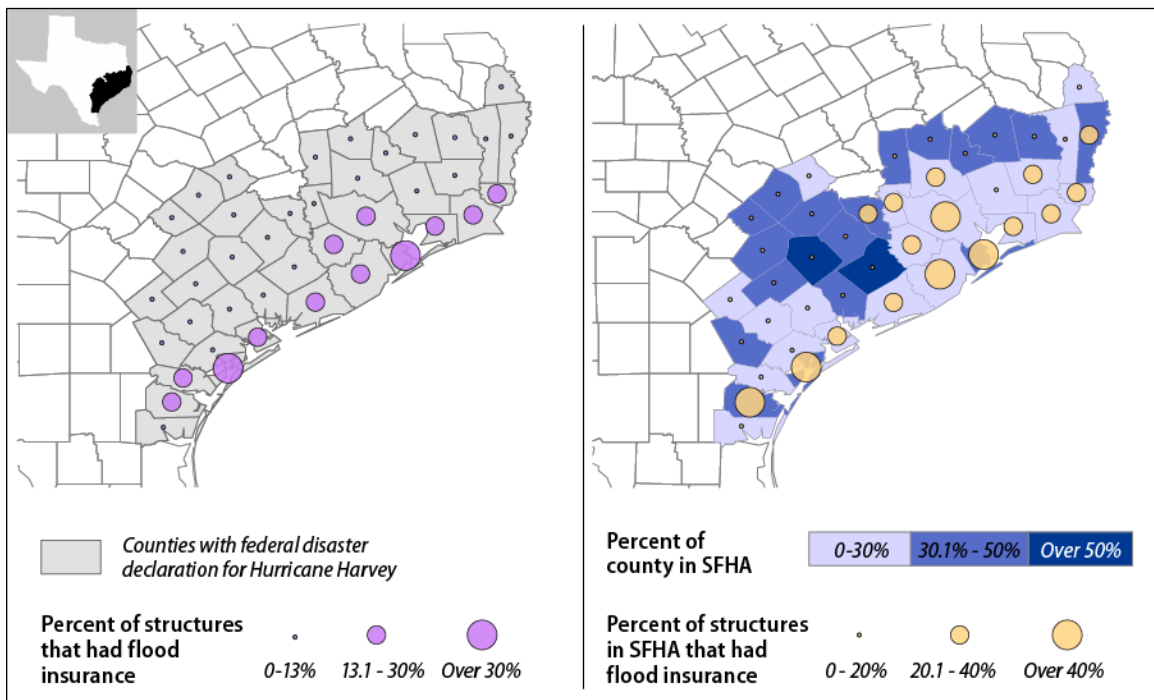 Counties with federal disaster
declaration for Hurricane Harvey
Percent of structures
that had flood
insurance
0-13%
13.1 - 30%
Over 30%
Percent of
county in SFHA
0-30%
30.1% - 50%
Over 50%
Percent of structures
in SFHA that had
flood insurance
0 - 20%
20.1 - 40%
Over 40%